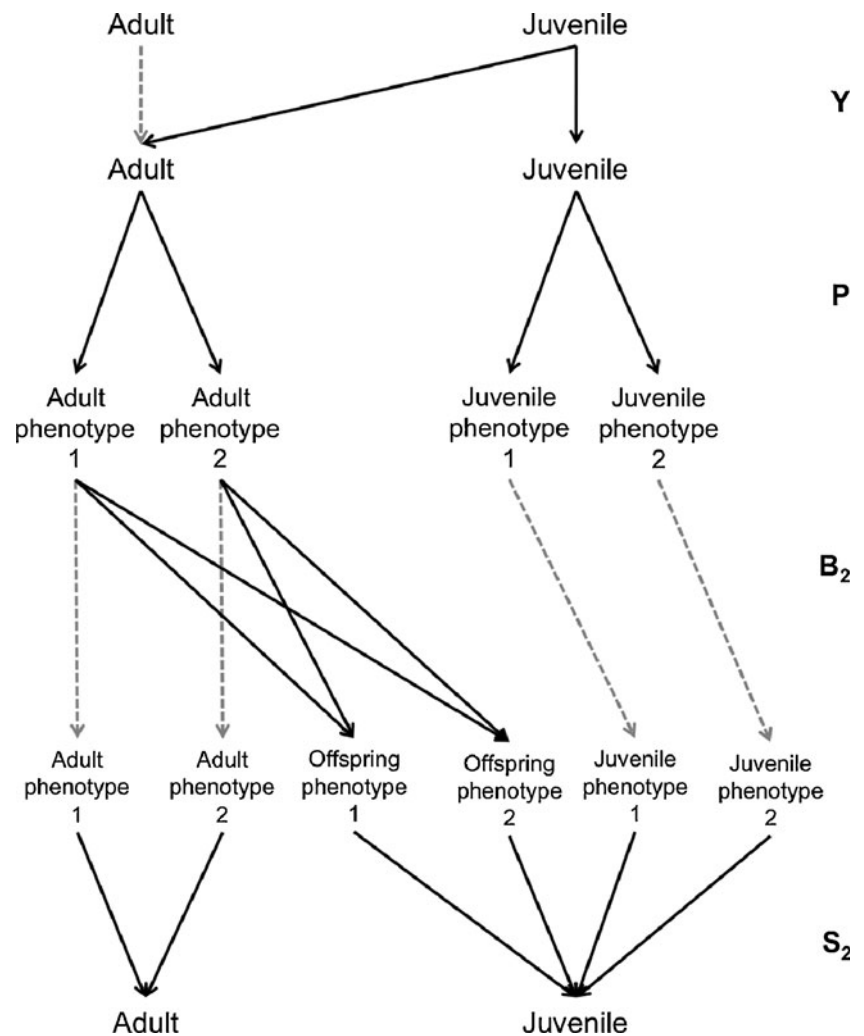 Adult Juvenile
Y
Adult Juvenile
P
Adult Adult Juvenile Juvenile
phenotype phenotype phenotype phenotype
1 2 1 2
B₂
Adult Adult Offspring Offspring Juvenile Juvenile
phenotype phenotype phenotype phenotype phenotype phenotype
1 2 1 2 1 2
S₂
Adult Juvenile